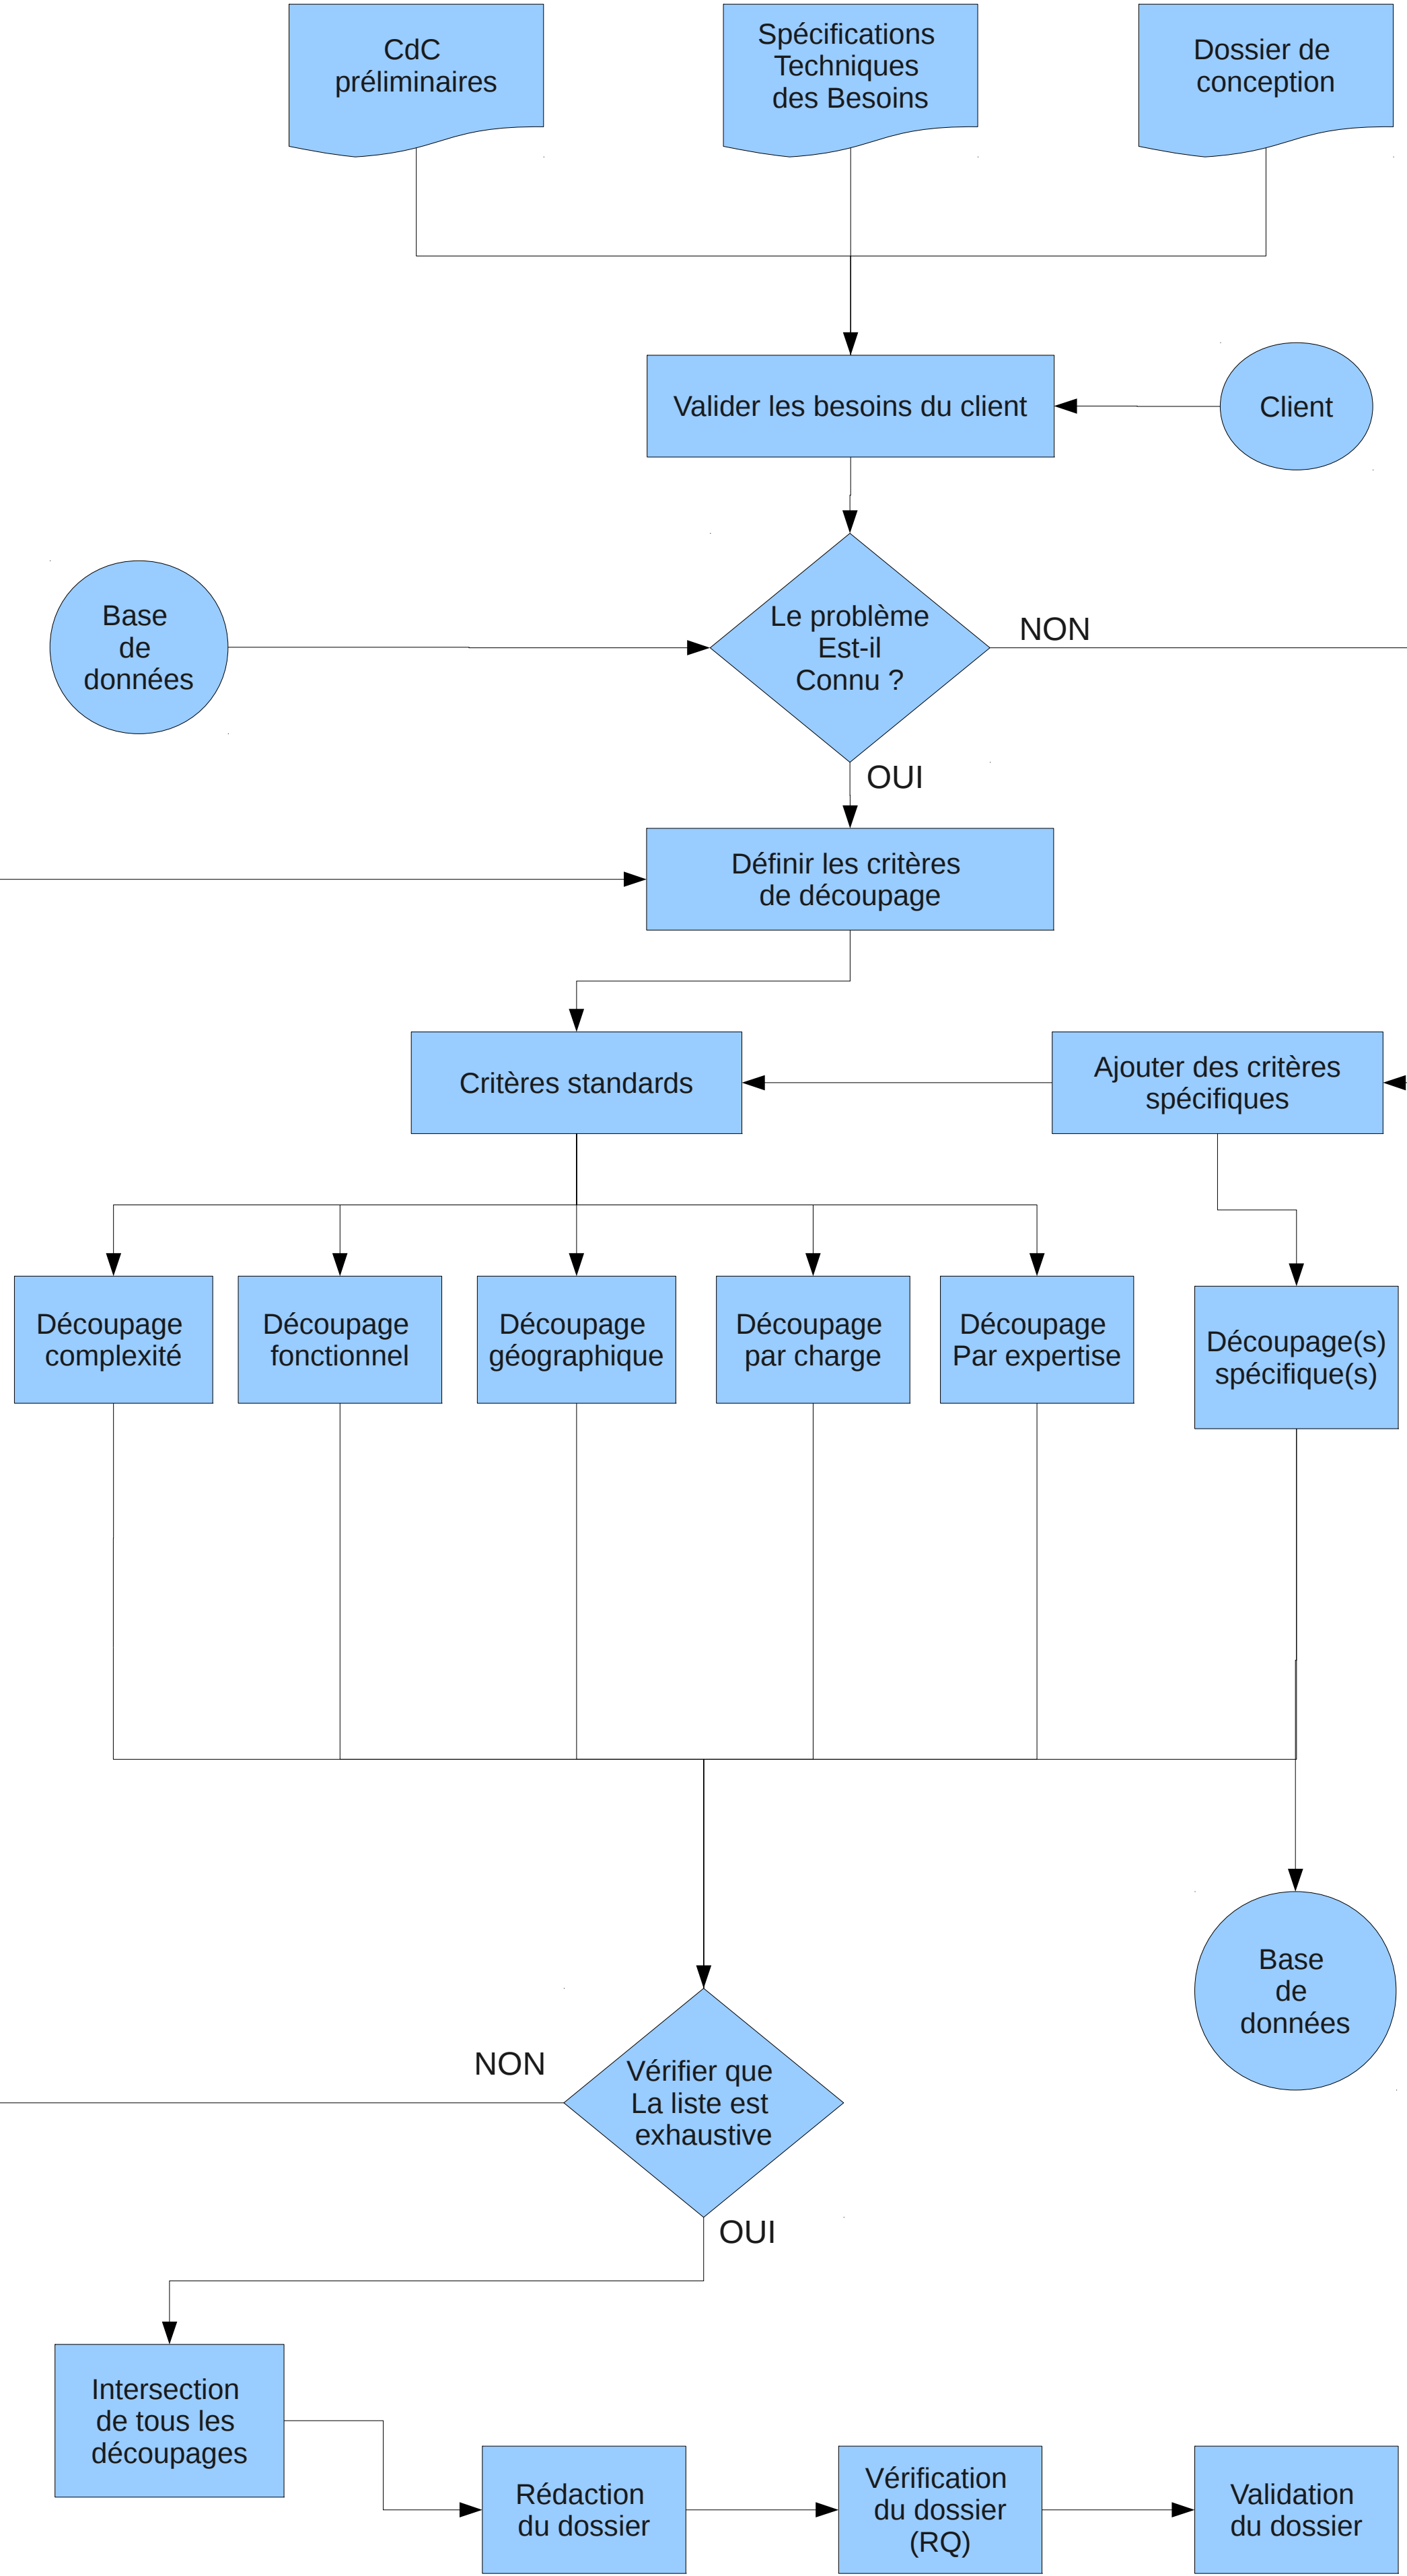 CdC
préliminaires
Spécifications
Techniques
des Besoins
Dossier de
conception
Valider les besoins du client
Client
Base
de
données
Le problème
Est-il
Connu ?
NON
OUI
Définir les critères
de découpage
Critères standards
Ajouter des critères
spécifiques
Découpage
complexité
Découpage
fonctionnel
Découpage
géographique
Découpage
par charge
Découpage
Par expertise
Découpage(s)
spécifique(s)
Base
de
données
NON
Vérifier que
La liste est
exhaustive
OUI
Intersection
de tous les
découpages
Rédaction
du dossier
Vérification
du dossier
(RQ)
Validation
du dossier